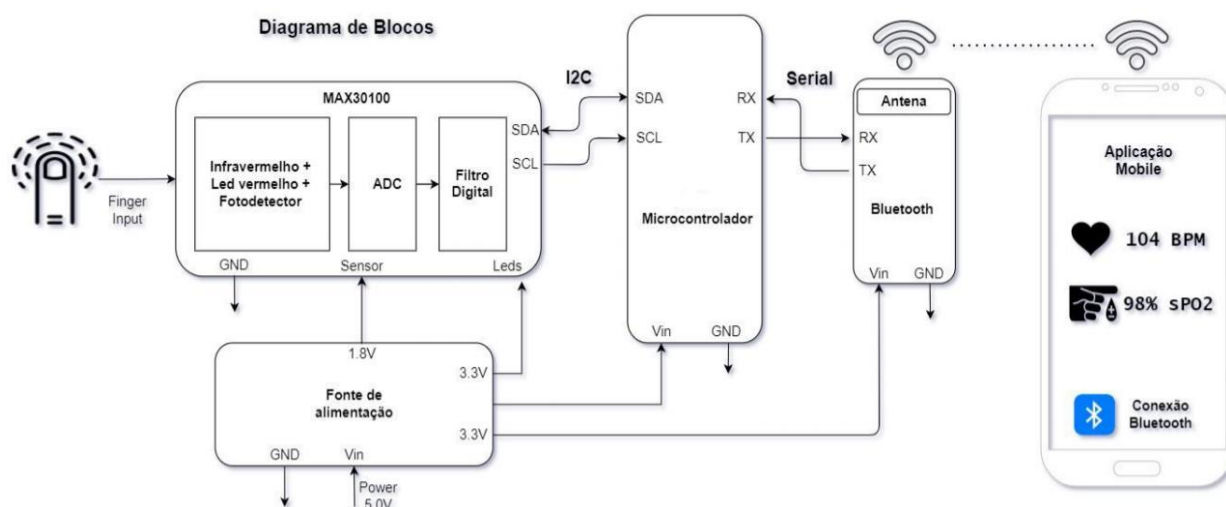 Diagrama de Blocos
MAX30100
Infravermelho +
Led vermelho +
Fotodetector
ADC
Filtro
Digital
SDA
SCL
GND
Sensor
Leds
Finger
Input
I2C
SDA
SCL
RX
TX
Microcontrolador
Vin
GND
Serial
Antena
RX
TX
Bluetooth
Vin
GND
Aplicação
Mobile
104 BPM
98% sPO2
Conexão
Bluetooth
1.8V
3.3V
Fonte de
alimentação
3.3V
GND
Vin
Power
5.0V